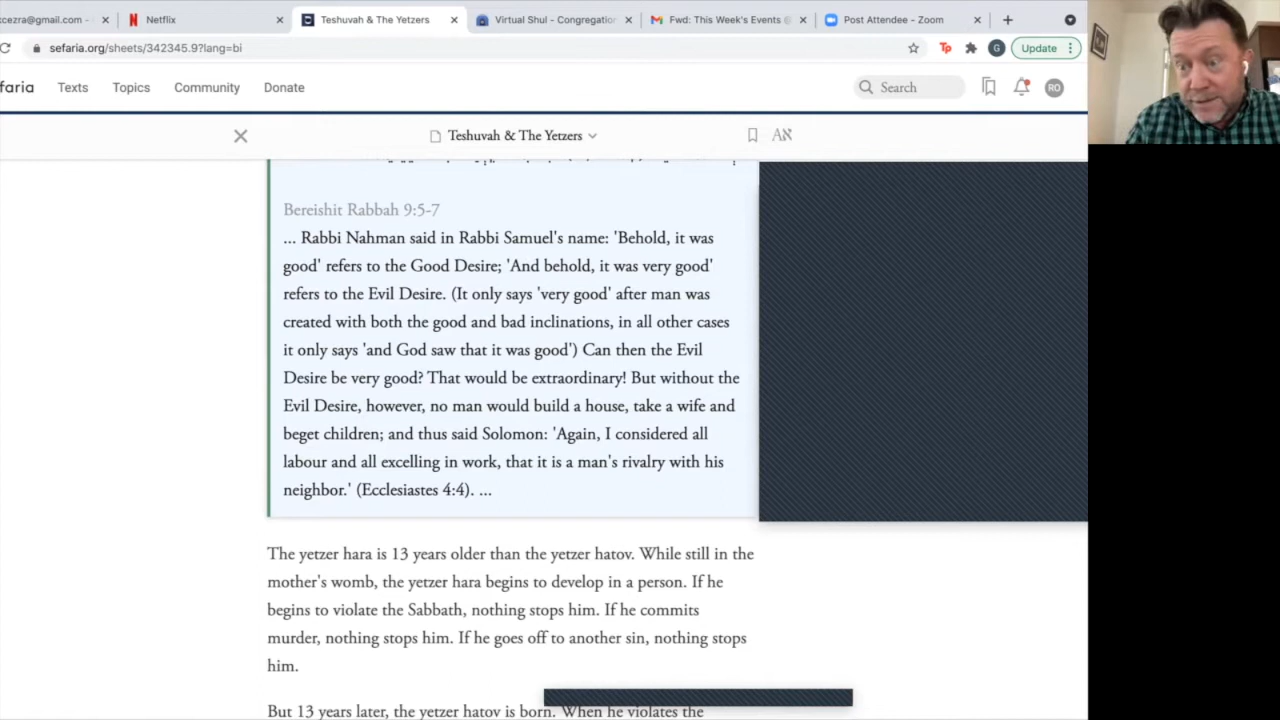 cezra@gmail.com -
Netflix
Teshuvah & The Yetzers
Virtual Shul - Congregation
Fwd: This Week's Events @
Post Attendee - Zoom
sefaria.org/sheets/342345.9?lang=bi
Tp
G
Update
faria
Texts
Topics
Community
Donate
Search
RO
Teshuvah & The Yetzers
Aא
Bereishit Rabbah 9:5-7
... Rabbi Nahman said in Rabbi Samuel's name: 'Behold, it was
good' refers to the Good Desire; 'And behold, it was very good'
refers to the Evil Desire. (It only says 'very good' after man was
created with both the good and bad inclinations, in all other cases
it only says 'and God saw that it was good') Can then the Evil
Desire be very good? That would be extraordinary! But without the
Evil Desire, however, no man would build a house, take a wife and
beget children; and thus said Solomon: 'Again, I considered all
labour and all excelling in work, that it is a man's rivalry with his
neighbor.' (Ecclesiastes 4:4). ...
The yetzer hara is 13 years older than the yetzer hatov. While still in the
mother's womb, the yetzer hara begins to develop in a person. If he
begins to violate the Sabbath, nothing stops him. If he commits
murder, nothing stops him. If he goes off to another sin, nothing stops
him.
But 13 years later, the yetzer hatov is born. When he violates the